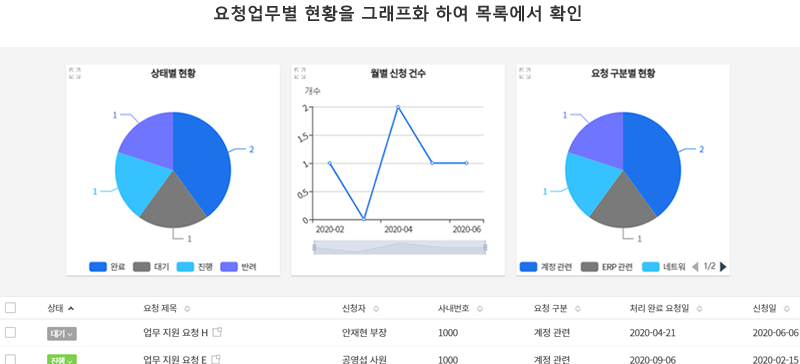 요청업무별 현황을 그래프화 하여 목록에서 확인
상태별 현황
1
2
1
1
완료 대기 진행 반려
월별 신청 건수
개수
2
1.5
1
0.5
0
2020-02 2020-04 2020-06
요청 구분별 현황
1
2
1
1
계정 관련 ERP 관련 네트워 1/2
상태 요청 제목 신청자 사내번호 요청 구분 처리 완료 요청일 신청일
대기 업무 지원 요청 H 안재현 부장 1000 계정 관련 2020-04-21 2020-06-06
진행 업무 지원 요청 E 공영섭 사원 1000 계정 관련 2020-09-06 2020-02-15